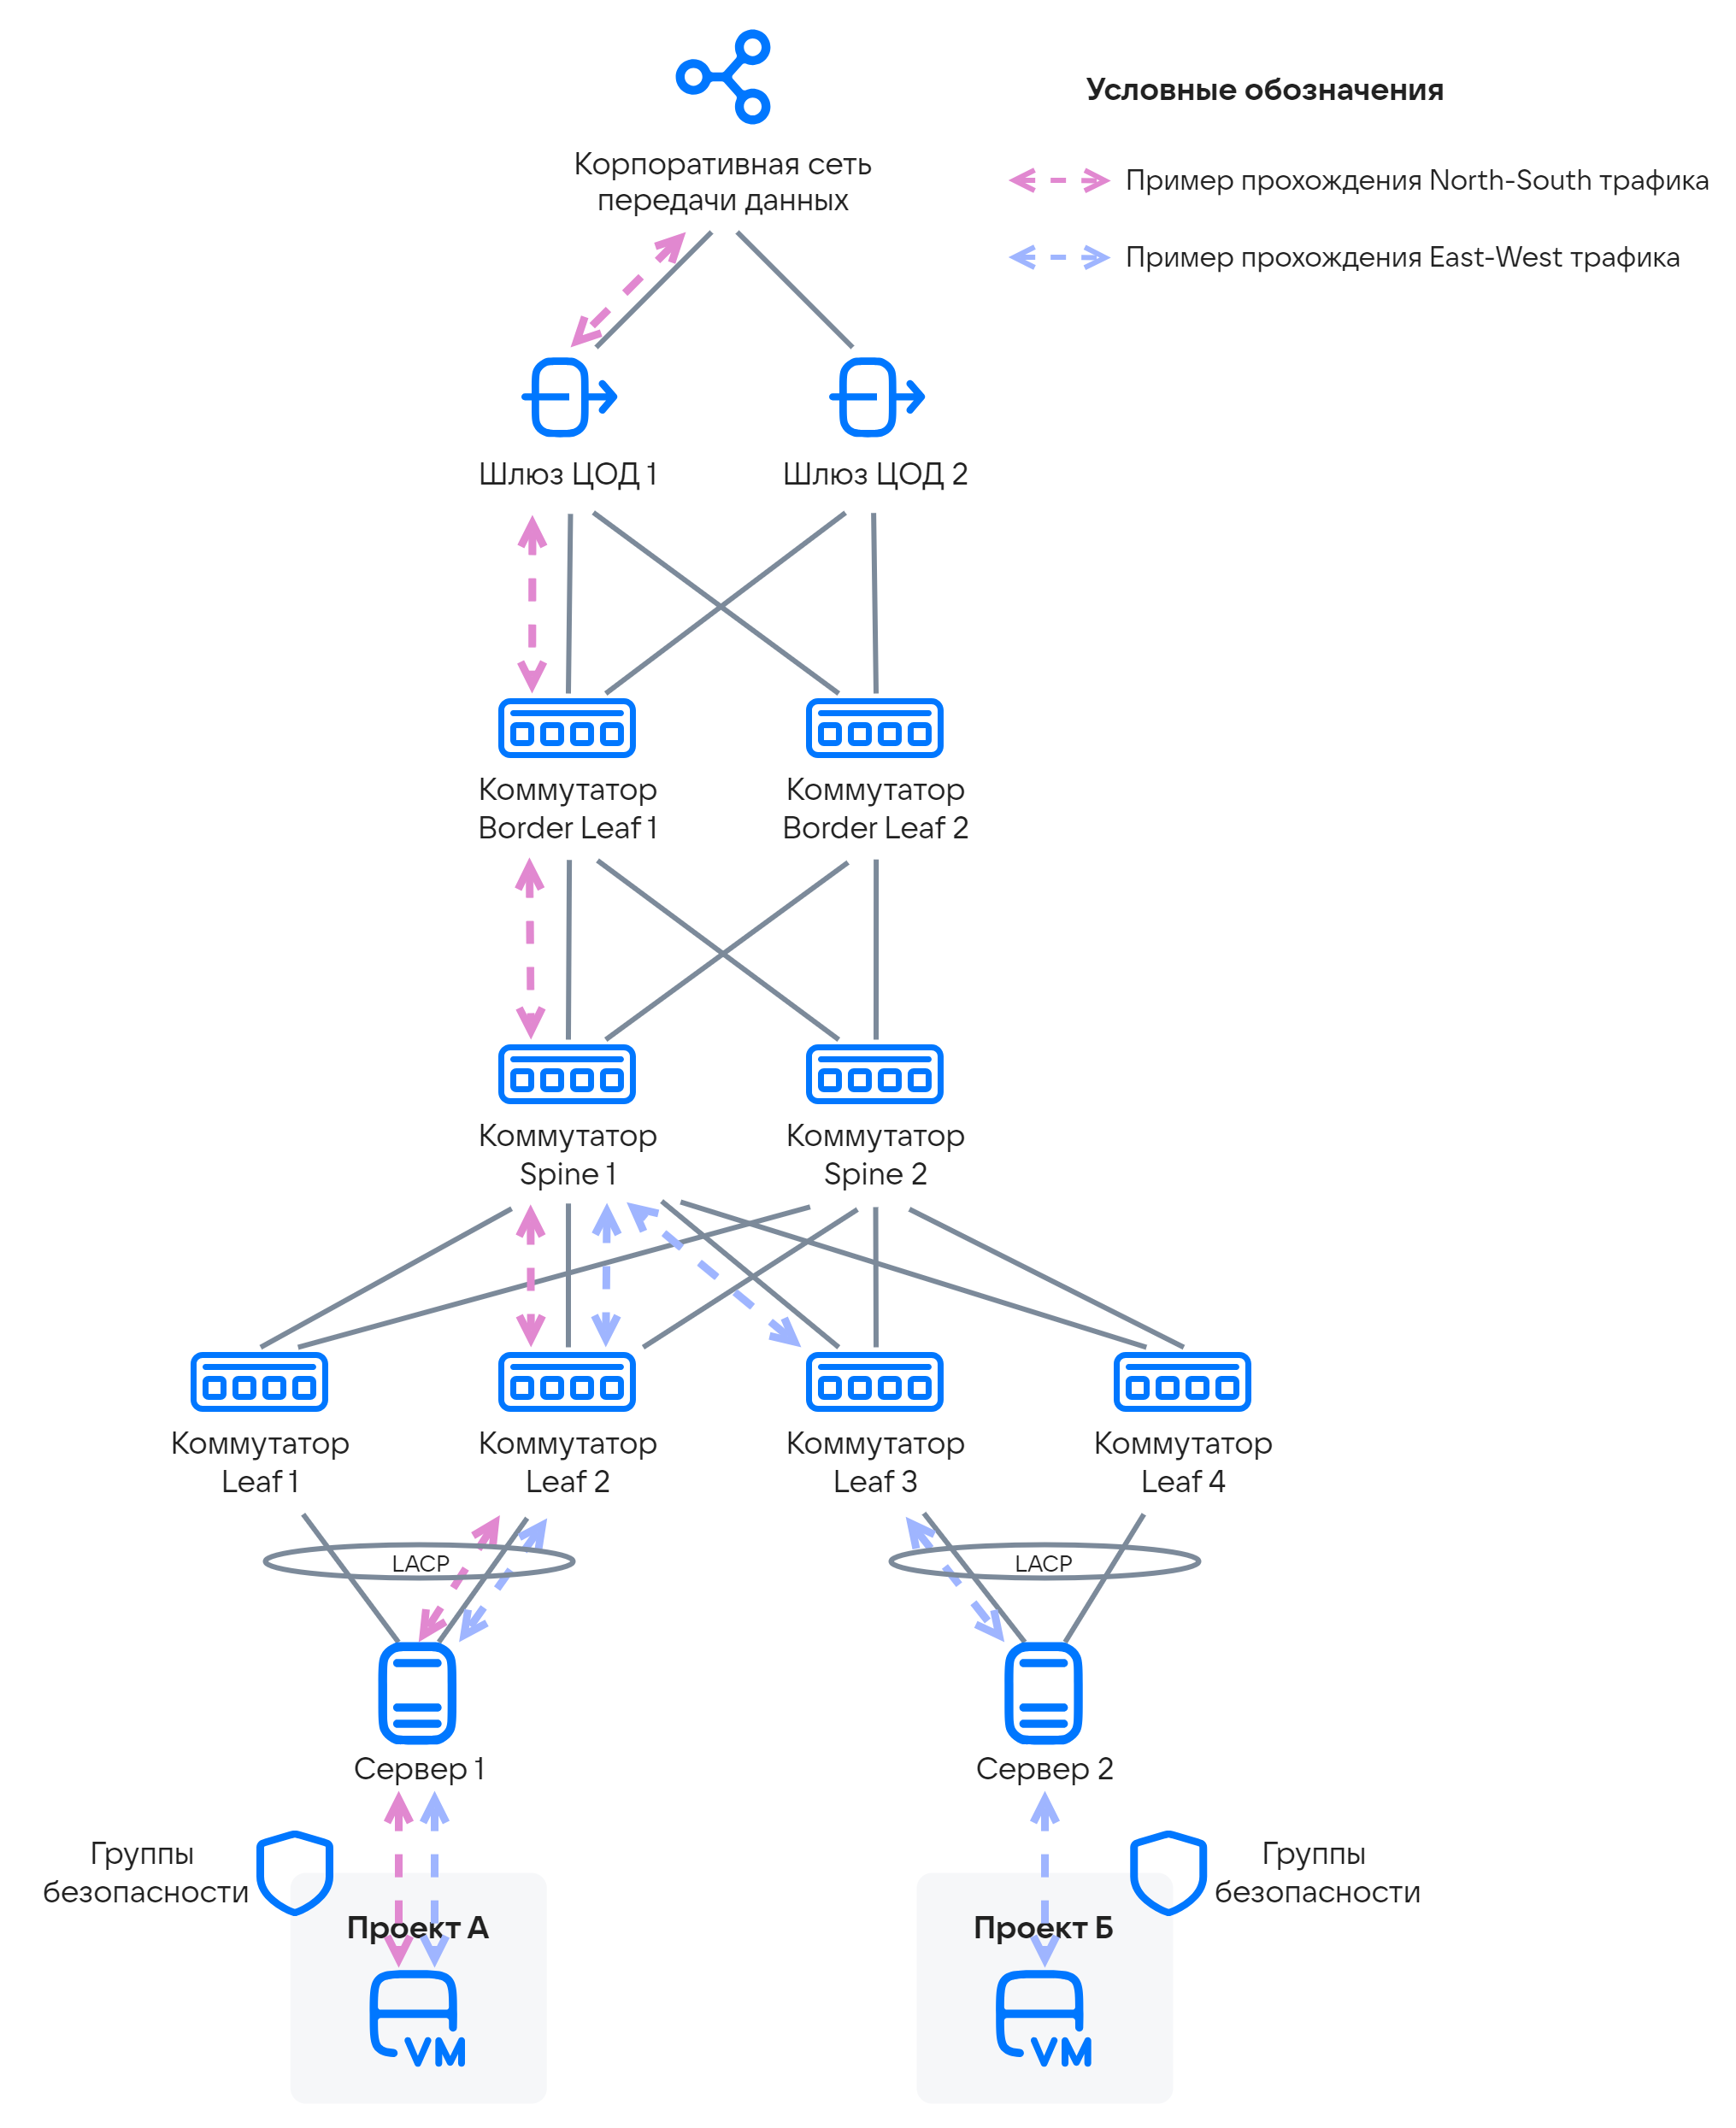 Условные обозначения
Корпоративная сеть
передачи данных
Пример прохождения North-South трафика
Пример прохождения East-West трафика
Шлюз ЦОД 1
Шлюз ЦОД 2
Коммутатор
Border Leaf 1
Коммутатор
Border Leaf 2
Коммутатор
Spine 1
Коммутатор
Spine 2
Коммутатор
Leaf 1
Коммутатор
Leaf 2
Коммутатор
Leaf 3
Коммутатор
Leaf 4
LACP
LACP
Сервер 1
Сервер 2
Группы
безопасности
Группы
безопасности
Проект А
Проект Б
VM
VM